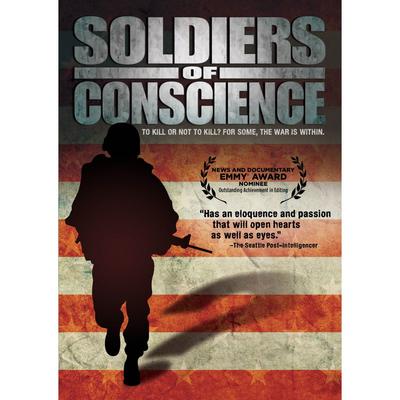 SOLDIERS
OF
CONSCIENCE
TO KILL OR NOT TO KILL? FOR SOME, THE WAR IS WITHIN.
NEWS AND DOCUMENTARY
EMMY® AWARD
NOMINEE
Outstanding Achievement in Editing
"Has an eloquence and passion
that will open hearts
as well as eyes."
–The Seattle Post-Intelligencer